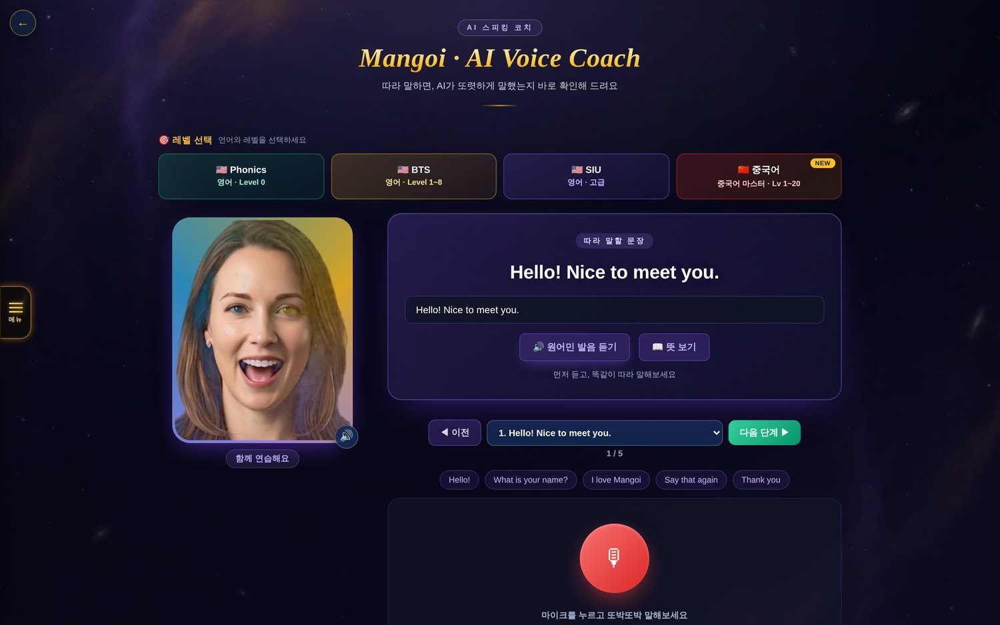 ←
AI 스피킹 코치
Mangoi · AI Voice Coach
따라 말하면, AI가 또렷하게 말했는지 바로 확인해 드려요
🎯 레벨 선택 언어와 레벨을 선택하세요
🇺🇸 Phonics
영어 · Level 0
🇺🇸 BTS
영어 · Level 1~8
🇺🇸 SIU
영어 · 고급
NEW
🇨🇳 중국어
중국어 마스터 · Lv 1~20
메뉴
함께 연습해요
따라 말할 문장
Hello! Nice to meet you.
Hello! Nice to meet you.
🔊 원어민 발음 듣기
📖 뜻 보기
먼저 듣고, 똑같이 따라 말해보세요
◀ 이전
1. Hello! Nice to meet you.
다음 단계 ▶
1 / 5
Hello!
What is your name?
I love Mangoi
Say that again
Thank you
마이크를 누르고 또박또박 말해보세요